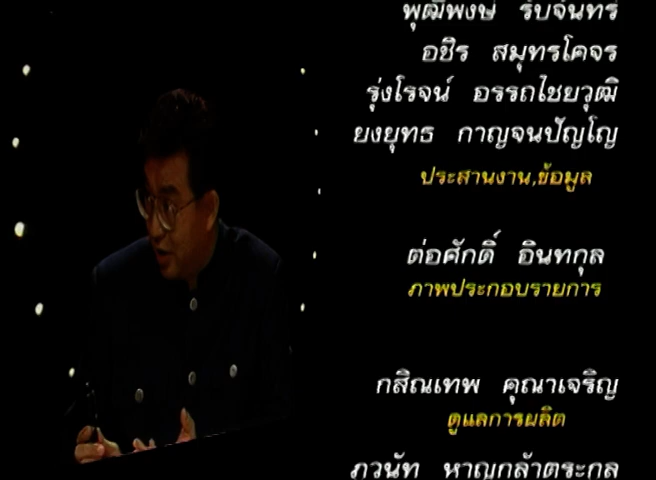 พุฒิพงษ์ รับจันทร์
อชิร สมุทรโคจร
รุ่งโรจน์ อรรถไชยวุฒิ
ยงยุทธ กาญจนปัญโญ
ประสานงาน,ข้อมูล
ต่อศักดิ์ อินทกุล
ภาพประกอบรายการ
กสิณเทพ คุณาเจริญ
ดูแลการผลิต
ภวนัท หาญกล้าตระกูล